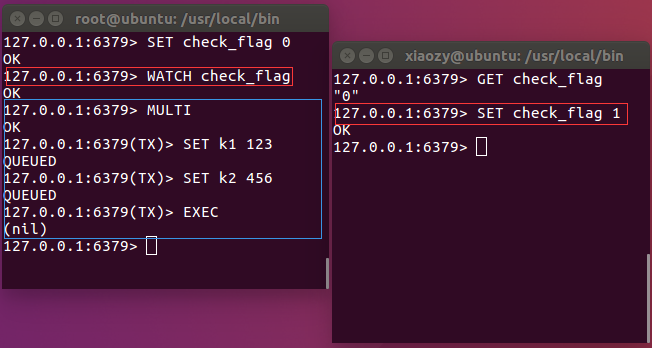 root@ubuntu: /usr/local/bin
127.0.0.1:6379> SET check_flag 0
OK
127.0.0.1:6379> WATCH check_flag
OK
127.0.0.1:6379> MULTI
OK
127.0.0.1:6379(TX)> SET k1 123
QUEUED
127.0.0.1:6379(TX)> SET k2 456
QUEUED
127.0.0.1:6379(TX)> EXEC
(nil)
127.0.0.1:6379>
xiaozy@ubuntu: /usr/local/bin
127.0.0.1:6379> GET check_flag
"0"
127.0.0.1:6379> SET check_flag 1
OK
127.0.0.1:6379>